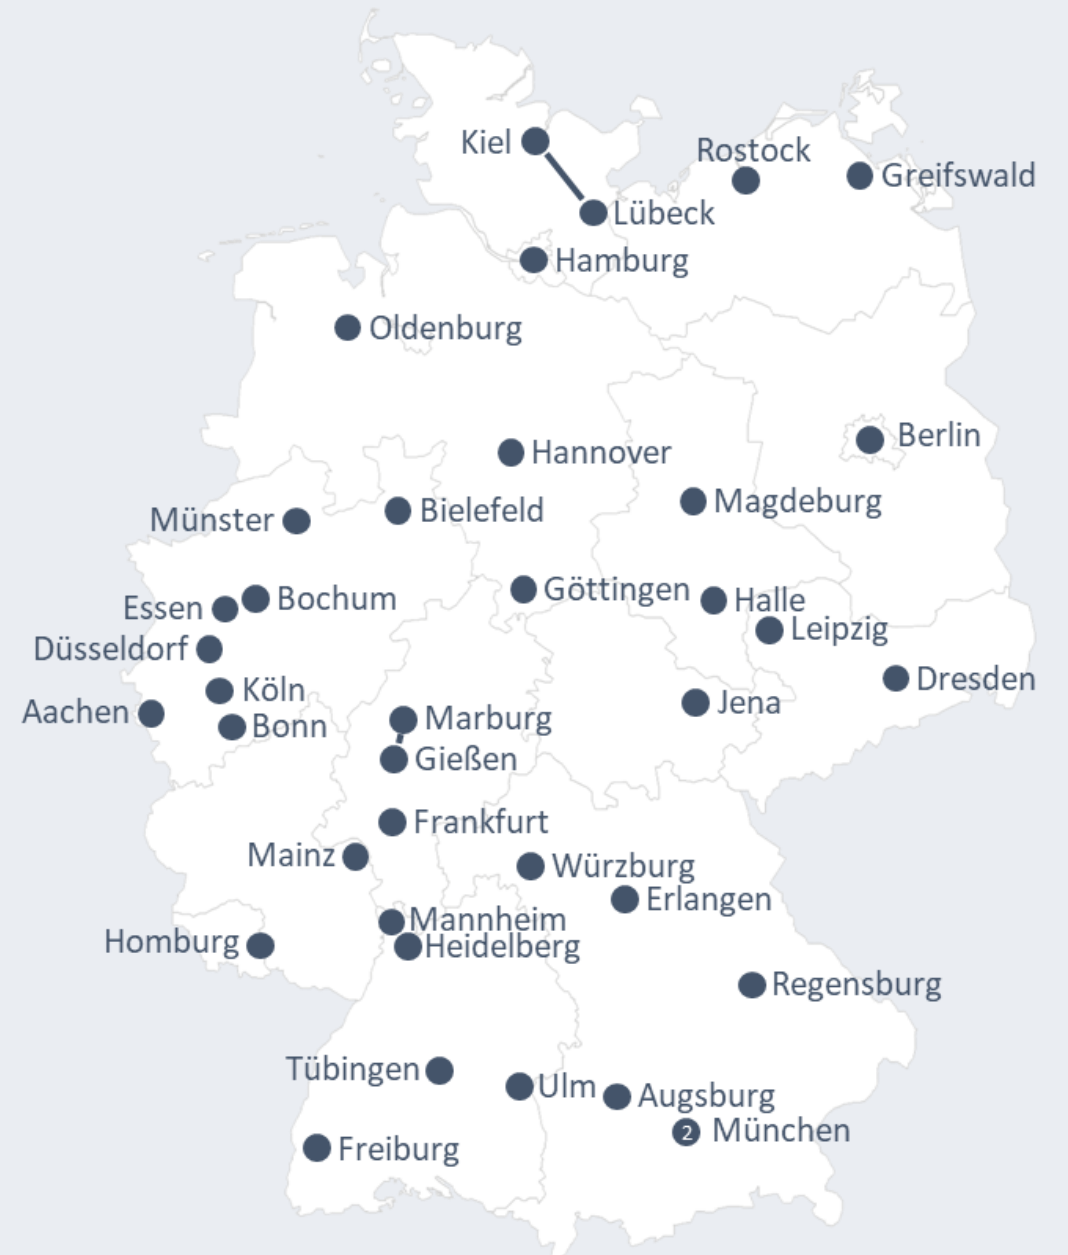 Kiel
Rostock
Greifswald
Lübeck
Hamburg
Oldenburg
Berlin
Hannover
Magdeburg
Bielefeld
Münster
Göttingen
Bochum
Halle
Essen
Leipzig
Düsseldorf
Dresden
Köln
Jena
Aachen
Marburg
Bonn
Gießen
Frankfurt
Mainz
Würzburg
Erlangen
Mannheim
Homburg
Heidelberg
Regensburg
Tübingen
Ulm
Augsburg
2 München
Freiburg